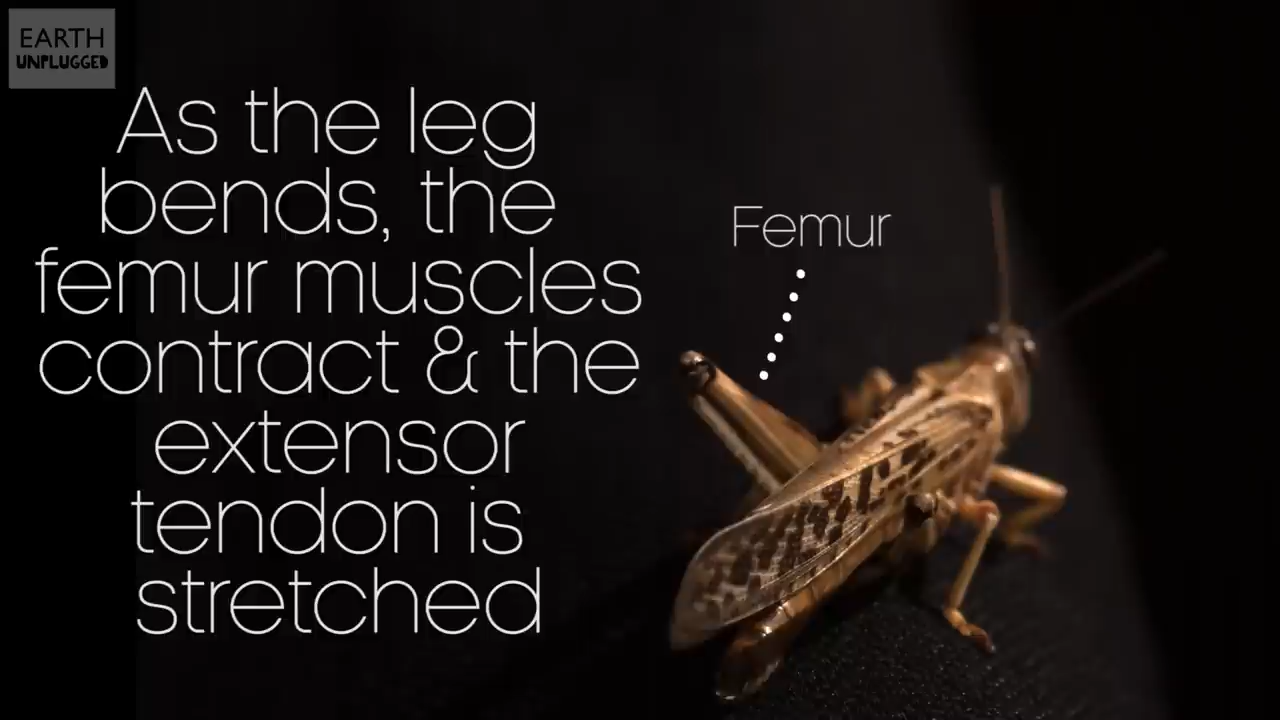 EARTH
UNPLUGGED
As the leg
bends, the
femur muscles
contract & the
extensor
tendon is
stretched
Femur